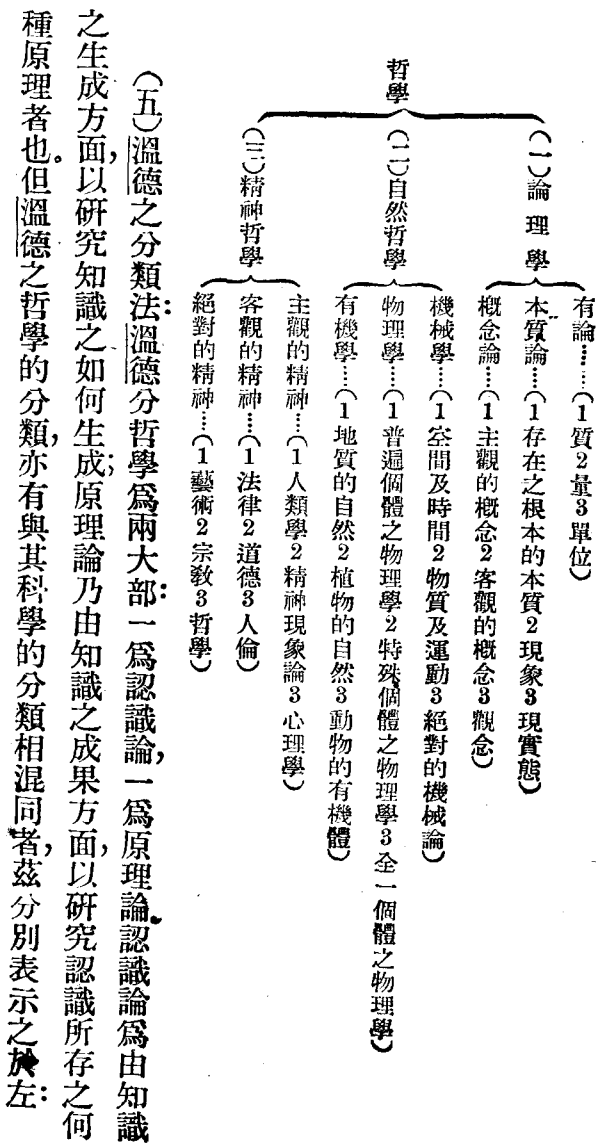 哲學
(一)論理學
有論……(1質2量3單位)
本質論……(1存在之根本的本質2現象3現實態)
概念論……(1主觀的概念2客觀的概念3觀念)
(二)自然哲學
機械學……(1空間及時間2物質及運動3絕對的機械論)
物理學……(1普遍個體之物理學2特殊個體之物理學3全一個體之物理學)
有機學……(1地質的自然2植物的自然3動物的有機體)
(三)精神哲學
主觀的精神……(1人類學2精神現象論3心理學)
客觀的精神……(1法律2道德3人倫)
絕對的精神……(1藝術2宗敎3哲學)
(五)溫德之分類法：溫德分哲學爲兩大部：一爲認識論，一爲原理論。認識論爲由知識
之生成方面，以研究知識之如何生成；原理論乃由知識之成果方面，以研究認識所存之何
種原理者也。但溫德之哲學的分類，亦有與其科學的分類相混同者，茲分別表示之於左：